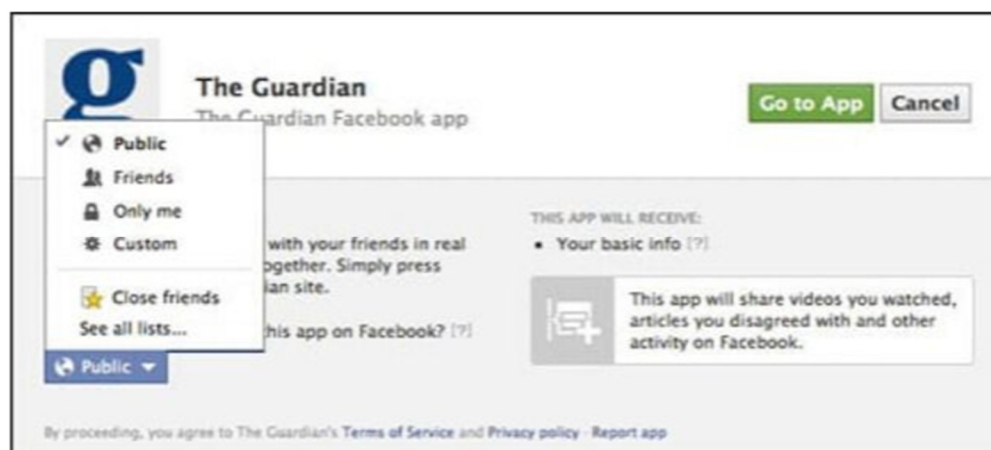 g
The Guardian
The Guardian Facebook app
Go to App
Cancel
Public
Friends
Only me
Custom
Close friends
See all lists...
Public
with your friends in real
ogether. Simply press
ian site.
his app on Facebook? [?]
THIS APP WILL RECEIVE:
Your basic info [?]
This app will share videos you watched,
articles you disagreed with and other
activity on Facebook.
By proceeding, you agree to The Guardian's Terms of Service and Privacy policy · Report app